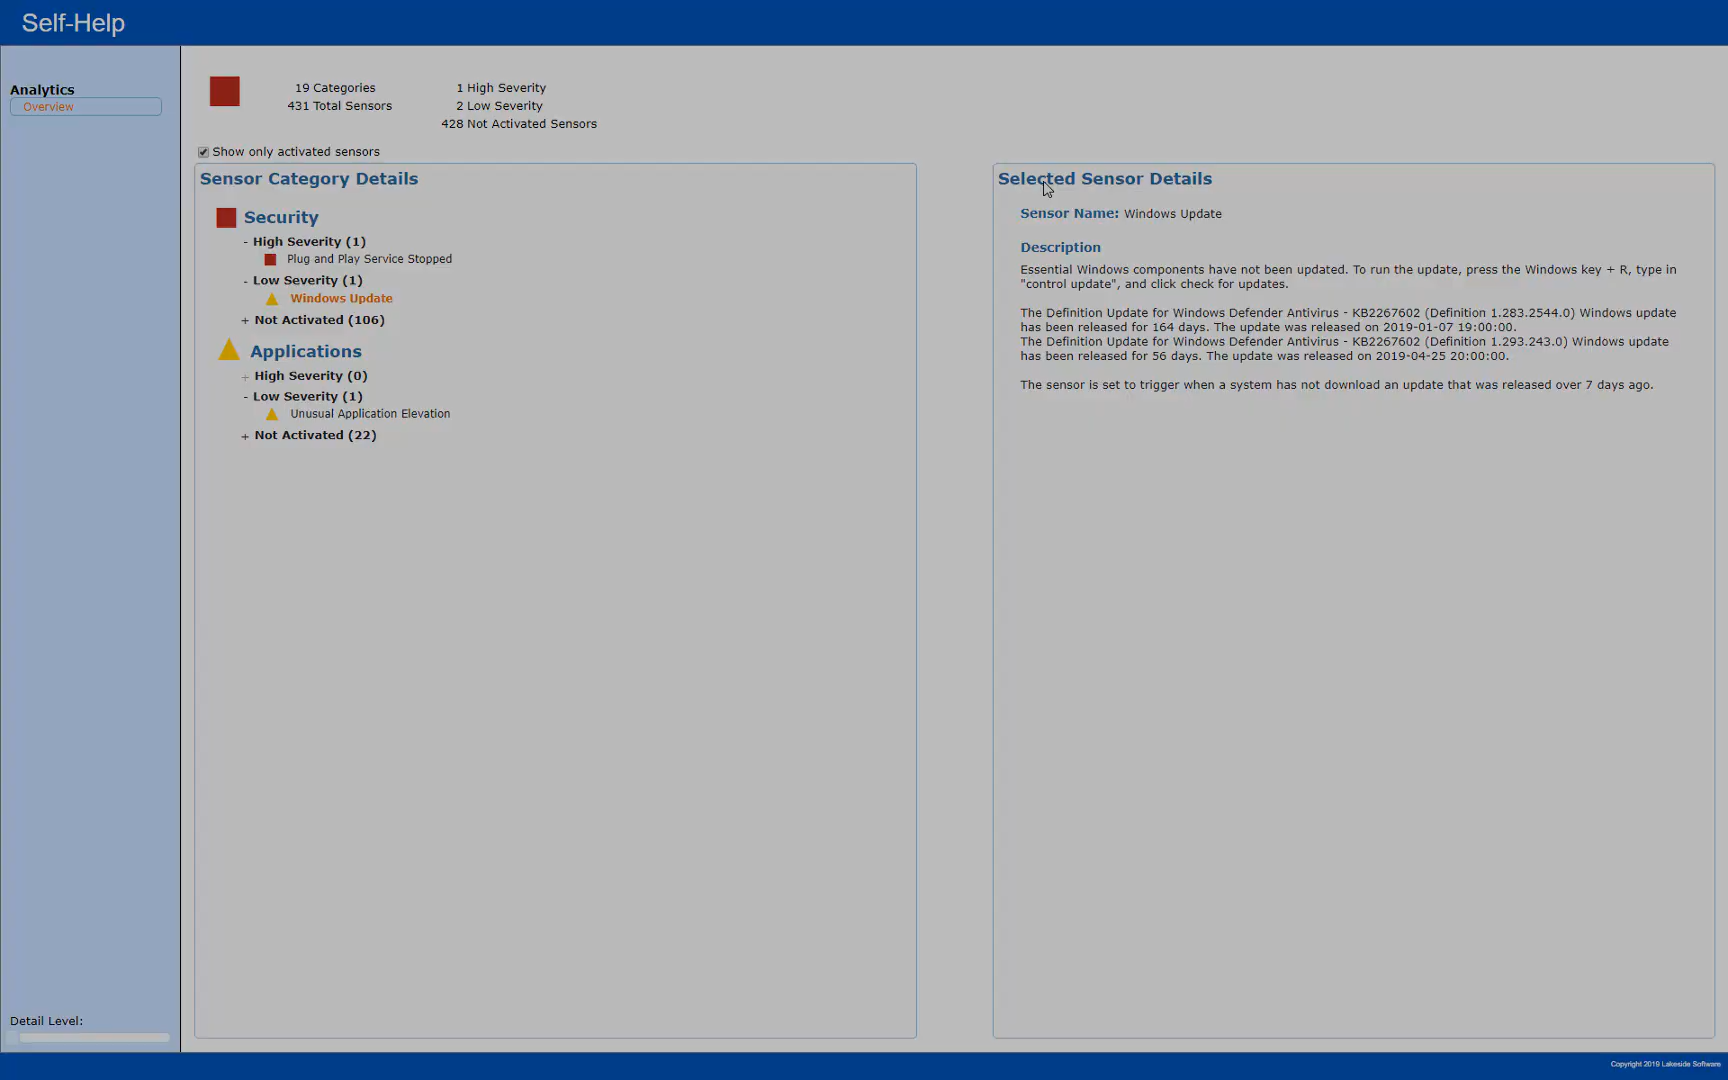 Self-Help
Analytics
Overview
19 Categories
431 Total Sensors
1 High Severity
2 Low Severity
428 Not Activated Sensors
Show only activated sensors
Sensor Category Details
Security
- High Severity (1)
Plug and Play Service Stopped
- Low Severity (1)
Windows Update
+ Not Activated (106)
Applications
+ High Severity (0)
- Low Severity (1)
Unusual Application Elevation
+ Not Activated (22)
Selected Sensor Details
Sensor Name: Windows Update
Description
Essential Windows components have not been updated. To run the update, press the Windows key + R, type in
"control update", and click check for updates.
The Definition Update for Windows Defender Antivirus - KB2267602 (Definition 1.283.2544.0) Windows update
has been released for 164 days. The update was released on 2019-01-07 19:00:00.
The Definition Update for Windows Defender Antivirus - KB2267602 (Definition 1.293.243.0) Windows update
has been released for 56 days. The update was released on 2019-04-25 20:00:00.
The sensor is set to trigger when a system has not download an update that was released over 7 days ago.
Detail Level:
Copyright 2019 Lakeside Software